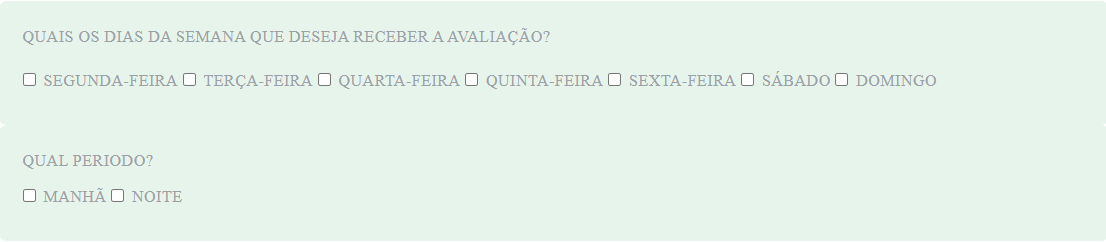 QUAIS OS DIAS DA SEMANA QUE DESEJA RECEBER A AVALIAÇÃO?
SEGUNDA-FEIRA TERÇA-FEIRA QUARTA-FEIRA QUINTA-FEIRA SEXTA-FEIRA SÁBADO DOMINGO
QUAL PERIODO?
MANHÃ NOITE